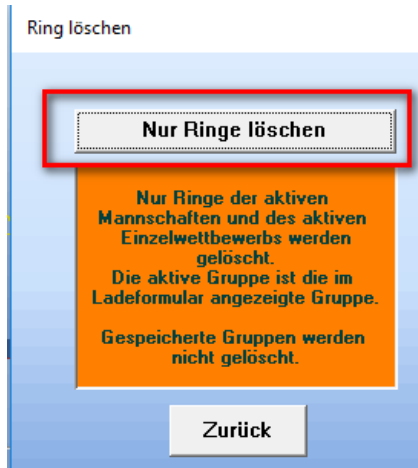 Ring löschen
Nur Ringe löschen
Nur Ringe der aktiven
Mannschaften und des aktiven
Einzelwettbewerbs werden
gelöscht.
Die aktive Gruppe ist die im
Ladeformular angezeigte Gruppe.
Gespeicherte Gruppen werden
nicht gelöscht.
Zurück